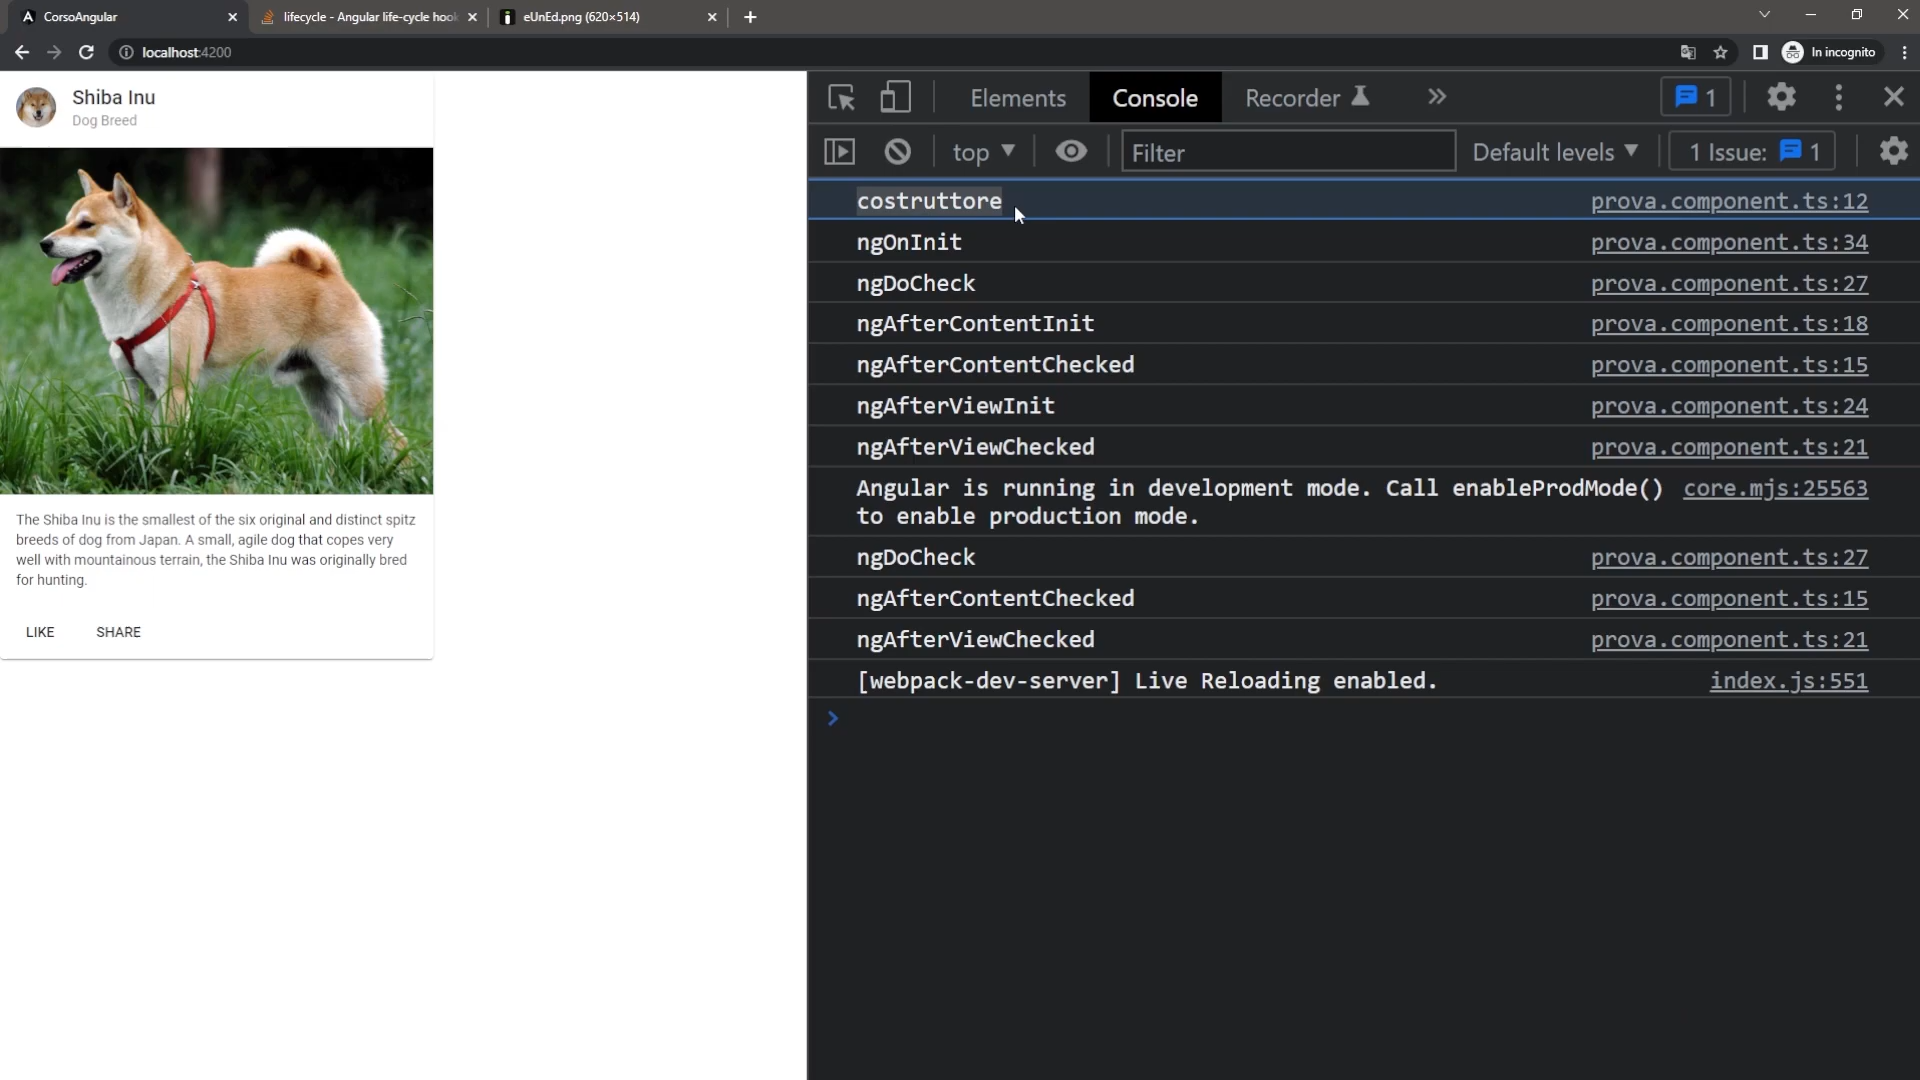 CorsoAngular
lifecycle - Angular life-cycle hook
eUnEd.png (620×514)
localhost:4200
In incognito
Shiba Inu
Dog Breed
The Shiba Inu is the smallest of the six original and distinct spitz
breeds of dog from Japan. A small, agile dog that copes very
well with mountainous terrain, the Shiba Inu was originally bred
for hunting.
LIKE SHARE
Elements Console Recorder 1
top Filter Default levels 1 Issue: 1
costruttore prova.component.ts:12
ngOnInit prova.component.ts:34
ngDoCheck prova.component.ts:27
ngAfterContentInit prova.component.ts:18
ngAfterContentChecked prova.component.ts:15
ngAfterViewInit prova.component.ts:24
ngAfterViewChecked prova.component.ts:21
Angular is running in development mode. Call enableProdMode() core.mjs:25563
to enable production mode.
ngDoCheck prova.component.ts:27
ngAfterContentChecked prova.component.ts:15
ngAfterViewChecked prova.component.ts:21
[webpack-dev-server] Live Reloading enabled. index.js:551